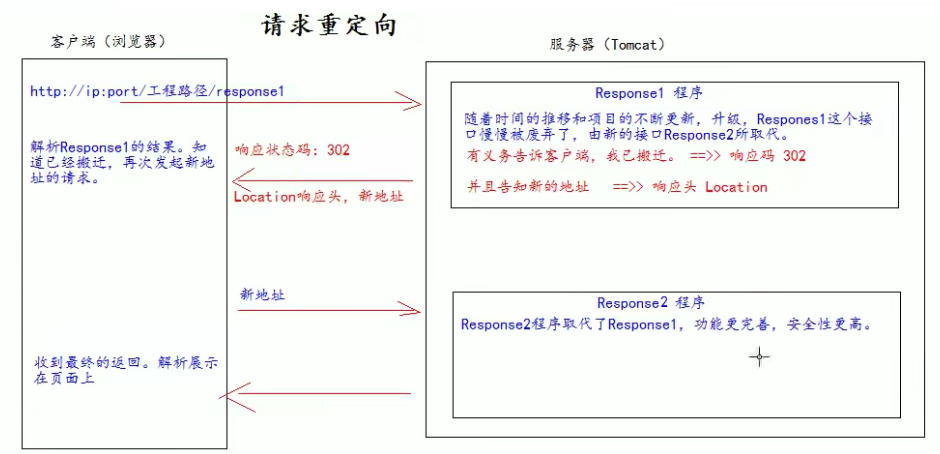 请求重定向
客户端（浏览器）
服务器（Tomcat）
http://ip:port/工程路径/response1
Response1 程序
随着时间的推移和项目的不断更新，升级，Respones1这个接
口慢慢被废弃了，由新的接口Response2所取代。
有义务告诉客户端，我已搬迁。 ==>> 响应码 302
并且告知新的地址 ==>> 响应头 Location
解析Response1的结果。知
道已经搬迁，再次发起新地
址的请求。
响应状态码：302
Location响应头，新地址
新地址
Response2 程序
Response2程序取代了Response1，功能更完善，安全性更高。
收到最终的返回。解析展示
在页面上